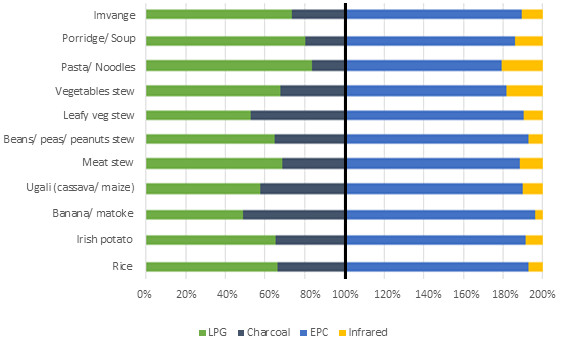 Imvange
Porridge/ Soup
Pasta/ Noodles
Vegetables stew
Leafy veg stew
Beans/ peas/ peanuts stew
Meat stew
Ugali (cassava/ maize)
Banana/ matoke
Irish potato
Rice
0% 20% 40% 60% 80% 100% 120% 140% 160% 180% 200%
LPG Charcoal EPC Infrared